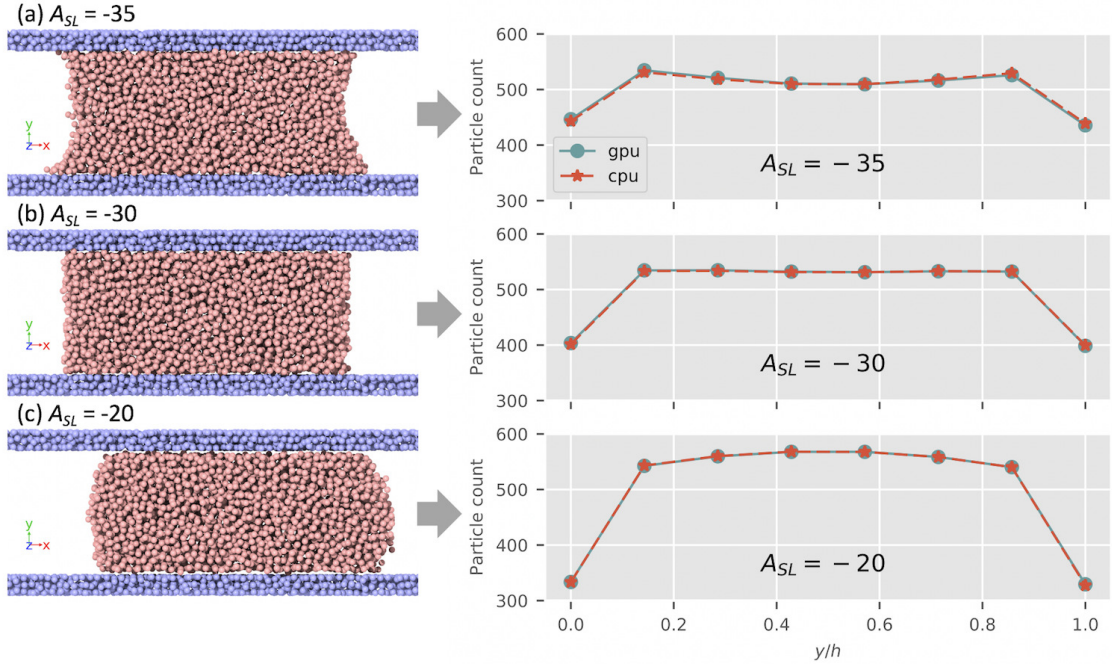 (a) A_SL = -35
y
z
x
600
500
400
300
Particle count
gpu
cpu
A_SL = − 35
(b) A_SL = -30
y
z
x
600
500
400
300
Particle count
A_SL = − 30
(c) A_SL = -20
y
z
x
600
500
400
300
Particle count
A_SL = − 20
0.0 0.2 0.4 0.6 0.8 1.0
y/h